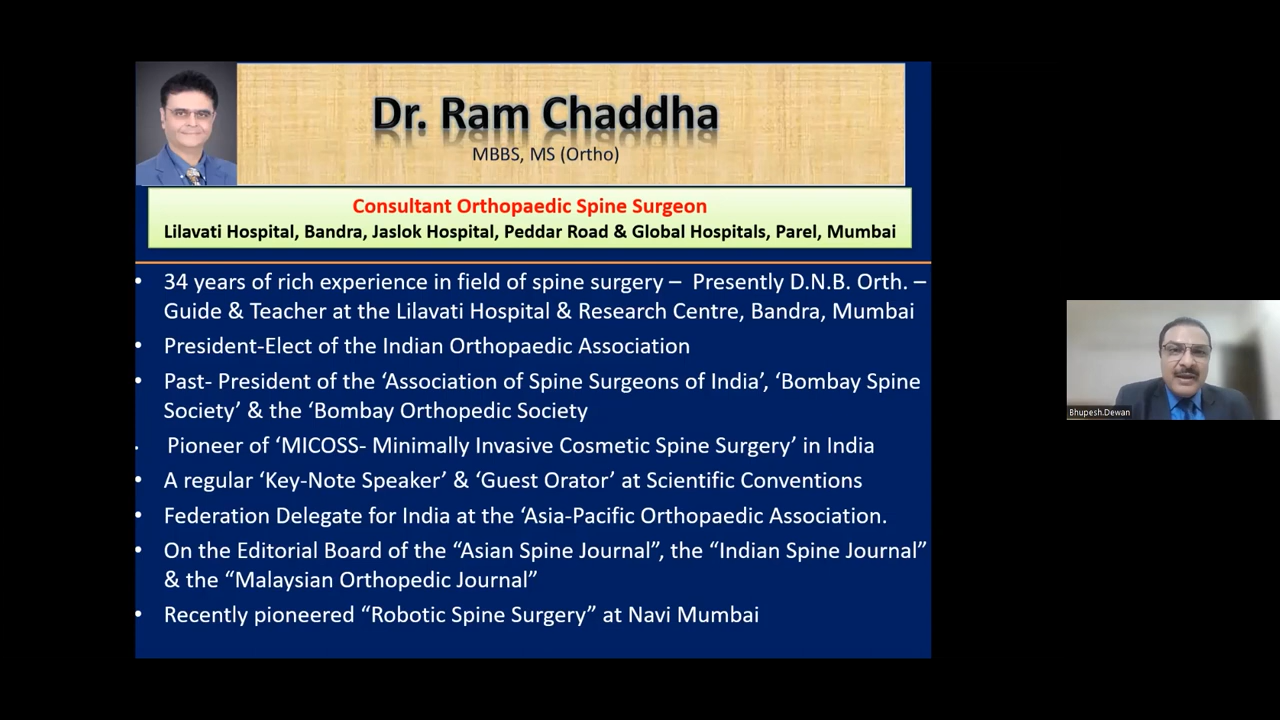 Dr. Ram Chaddha
MBBS, MS (Ortho)
Consultant Orthopaedic Spine Surgeon
Lilavati Hospital, Bandra, Jaslok Hospital, Peddar Road & Global Hospitals, Parel, Mumbai
• 34 years of rich experience in field of spine surgery – Presently D.N.B. Orth. –
Guide & Teacher at the Lilavati Hospital & Research Centre, Bandra, Mumbai
• President-Elect of the Indian Orthopaedic Association
• Past- President of the ‘Association of Spine Surgeons of India’, ‘Bombay Spine
Society’ & the ‘Bombay Orthopedic Society
• Pioneer of ‘MICOSS- Minimally Invasive Cosmetic Spine Surgery’ in India
• A regular ‘Key-Note Speaker’ & ‘Guest Orator’ at Scientific Conventions
• Federation Delegate for India at the ‘Asia-Pacific Orthopaedic Association.
• On the Editorial Board of the “Asian Spine Journal”, the “Indian Spine Journal”
& the “Malaysian Orthopedic Journal”
• Recently pioneered “Robotic Spine Surgery” at Navi Mumbai
Bhupesh.Dewan